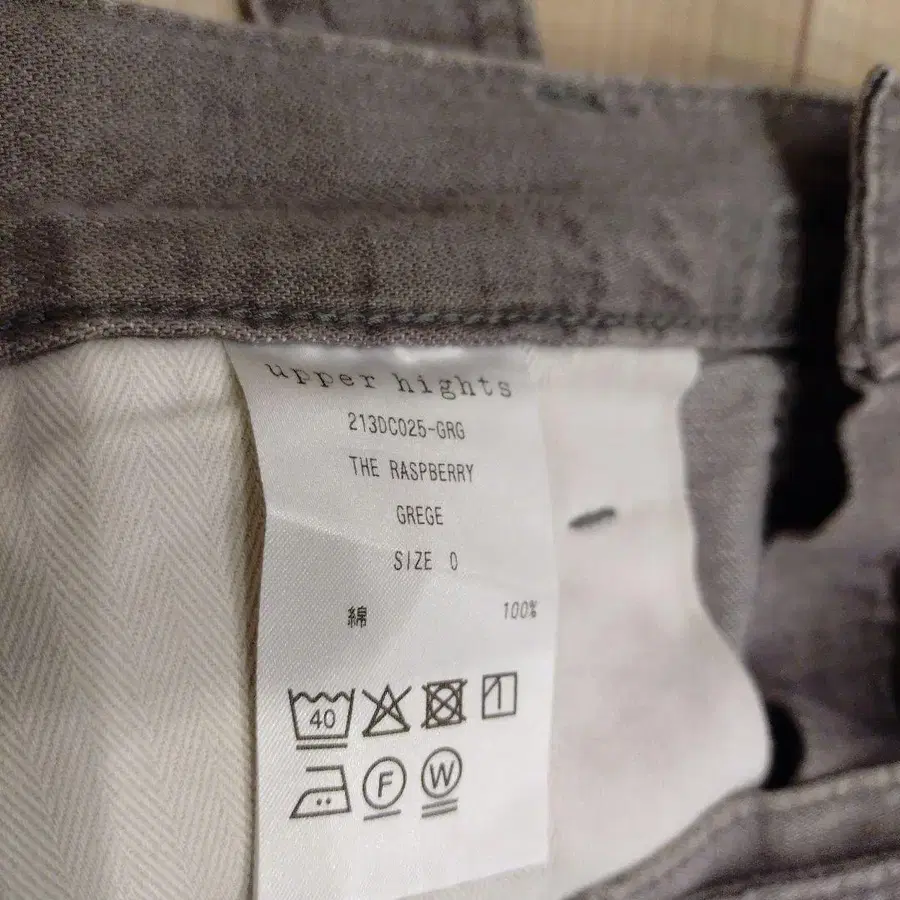 upper hights
213DC025-GRG
THE RASPBERRY
GREGE
SIZE 0
綿 100%
40
F W